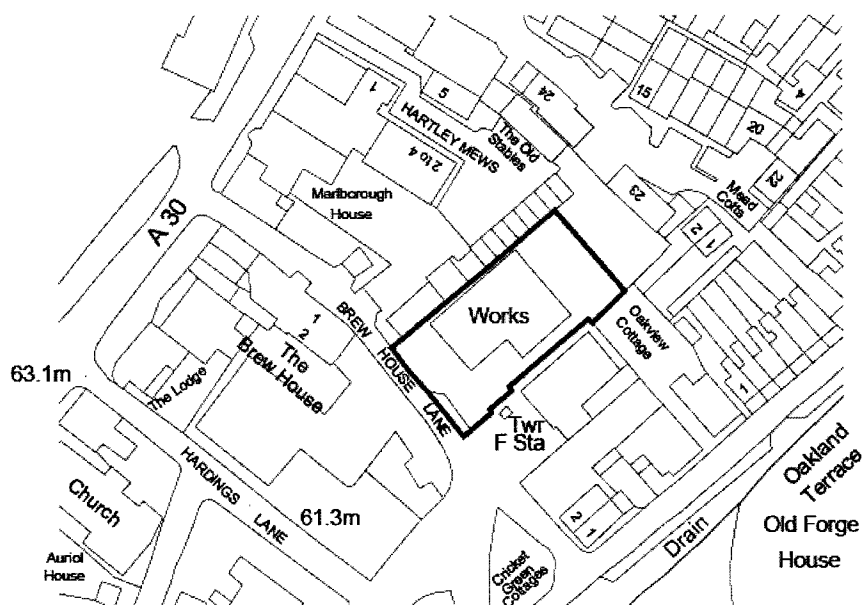 1
5
24
15
4
20
HARTLEY MEWS
The Old
Stables
2 to 4
22
Mead
Cotts
23
Marlborough
House
A 30
2
1
BREW
HOUSE
LANE
Works
Oakview
Cottage
1
2
The
Brew House
63.1m
The Lodge
1
Twr
F Sta
HARDINGS
LANE
61.3m
Church
Oakland
Terrace
Old Forge
House
2
1
Drain
Auriol
House
Cricket
Green
Cottages